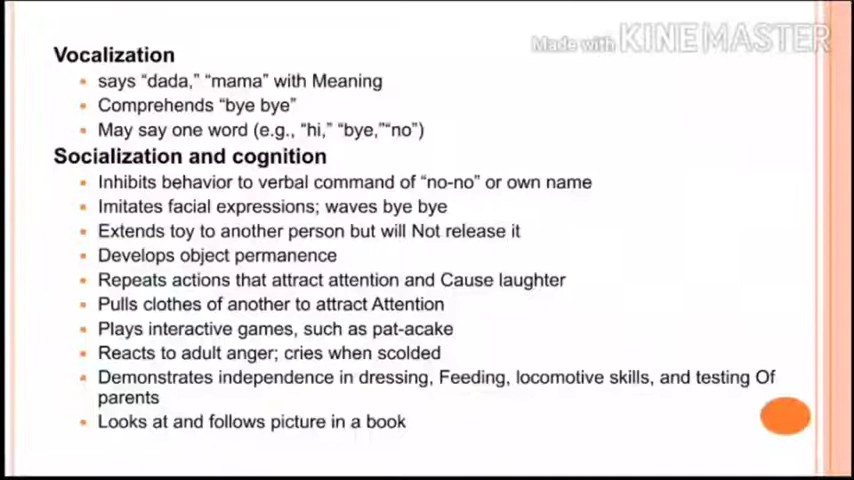 Made with KINEMASTER
Vocalization
says “dada,” “mama” with Meaning
Comprehends “bye bye”
May say one word (e.g., “hi,” “bye,”“no”)
Socialization and cognition
Inhibits behavior to verbal command of “no-no” or own name
Imitates facial expressions; waves bye bye
Extends toy to another person but will Not release it
Develops object permanence
Repeats actions that attract attention and Cause laughter
Pulls clothes of another to attract Attention
Plays interactive games, such as pat-acake
Reacts to adult anger; cries when scolded
Demonstrates independence in dressing, Feeding, locomotive skills, and testing Of
parents
Looks at and follows picture in a book